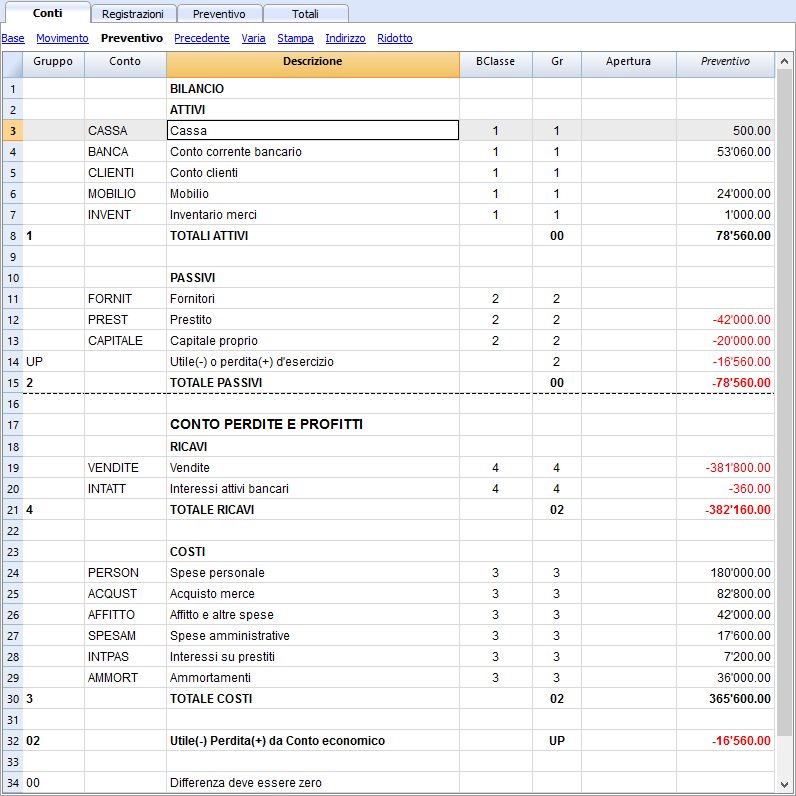 Conti Registrazioni Preventivo Totali
Base Movimento Preventivo Precedente Varia Stampa Indirizzo Ridotto
Gruppo Conto Descrizione BClasse Gr Apertura Preventivo
1 BILANCIO
2 ATTIVI
3 CASSA Cassa 1 1 500.00
4 BANCA Conto corrente bancario 1 1 53'060.00
5 CLIENTI Conto clienti 1 1
6 MOBILIO Mobilio 1 1 24'000.00
7 INVENT Inventario merci 1 1 1'000.00
8 1 TOTALI ATTIVI 00 78'560.00
9
10 PASSIVI
11 FORNIT Fornitori 2 2
12 PREST Prestito 2 2 -42'000.00
13 CAPITALE Capitale proprio 2 2 -20'000.00
14 UP Utile(-) o perdita(+) d'esercizio 2 -16'560.00
15 2 TOTALE PASSIVI 00 -78'560.00
16
17 CONTO PERDITE E PROFITTI
18 RICAVI
19 VENDITE Vendite 4 4 -381'800.00
20 INTATT Interessi attivi bancari 4 4 -360.00
21 4 TOTALE RICAVI 02 -382'160.00
22
23 COSTI
24 PERSON Spese personale 3 3 180'000.00
25 ACQUST Acquisto merce 3 3 82'800.00
26 AFFITTO Affitto e altre spese 3 3 42'000.00
27 SPESAM Spese amministrative 3 3 17'600.00
28 INTPAS Interessi su prestiti 3 3 7'200.00
29 AMMORT Ammortamenti 3 3 36'000.00
30 3 TOTALE COSTI 02 365'600.00
31
32 02 Utile(-) Perdita(+) da Conto economico UP -16'560.00
33
34 00 Differenza deve essere zero